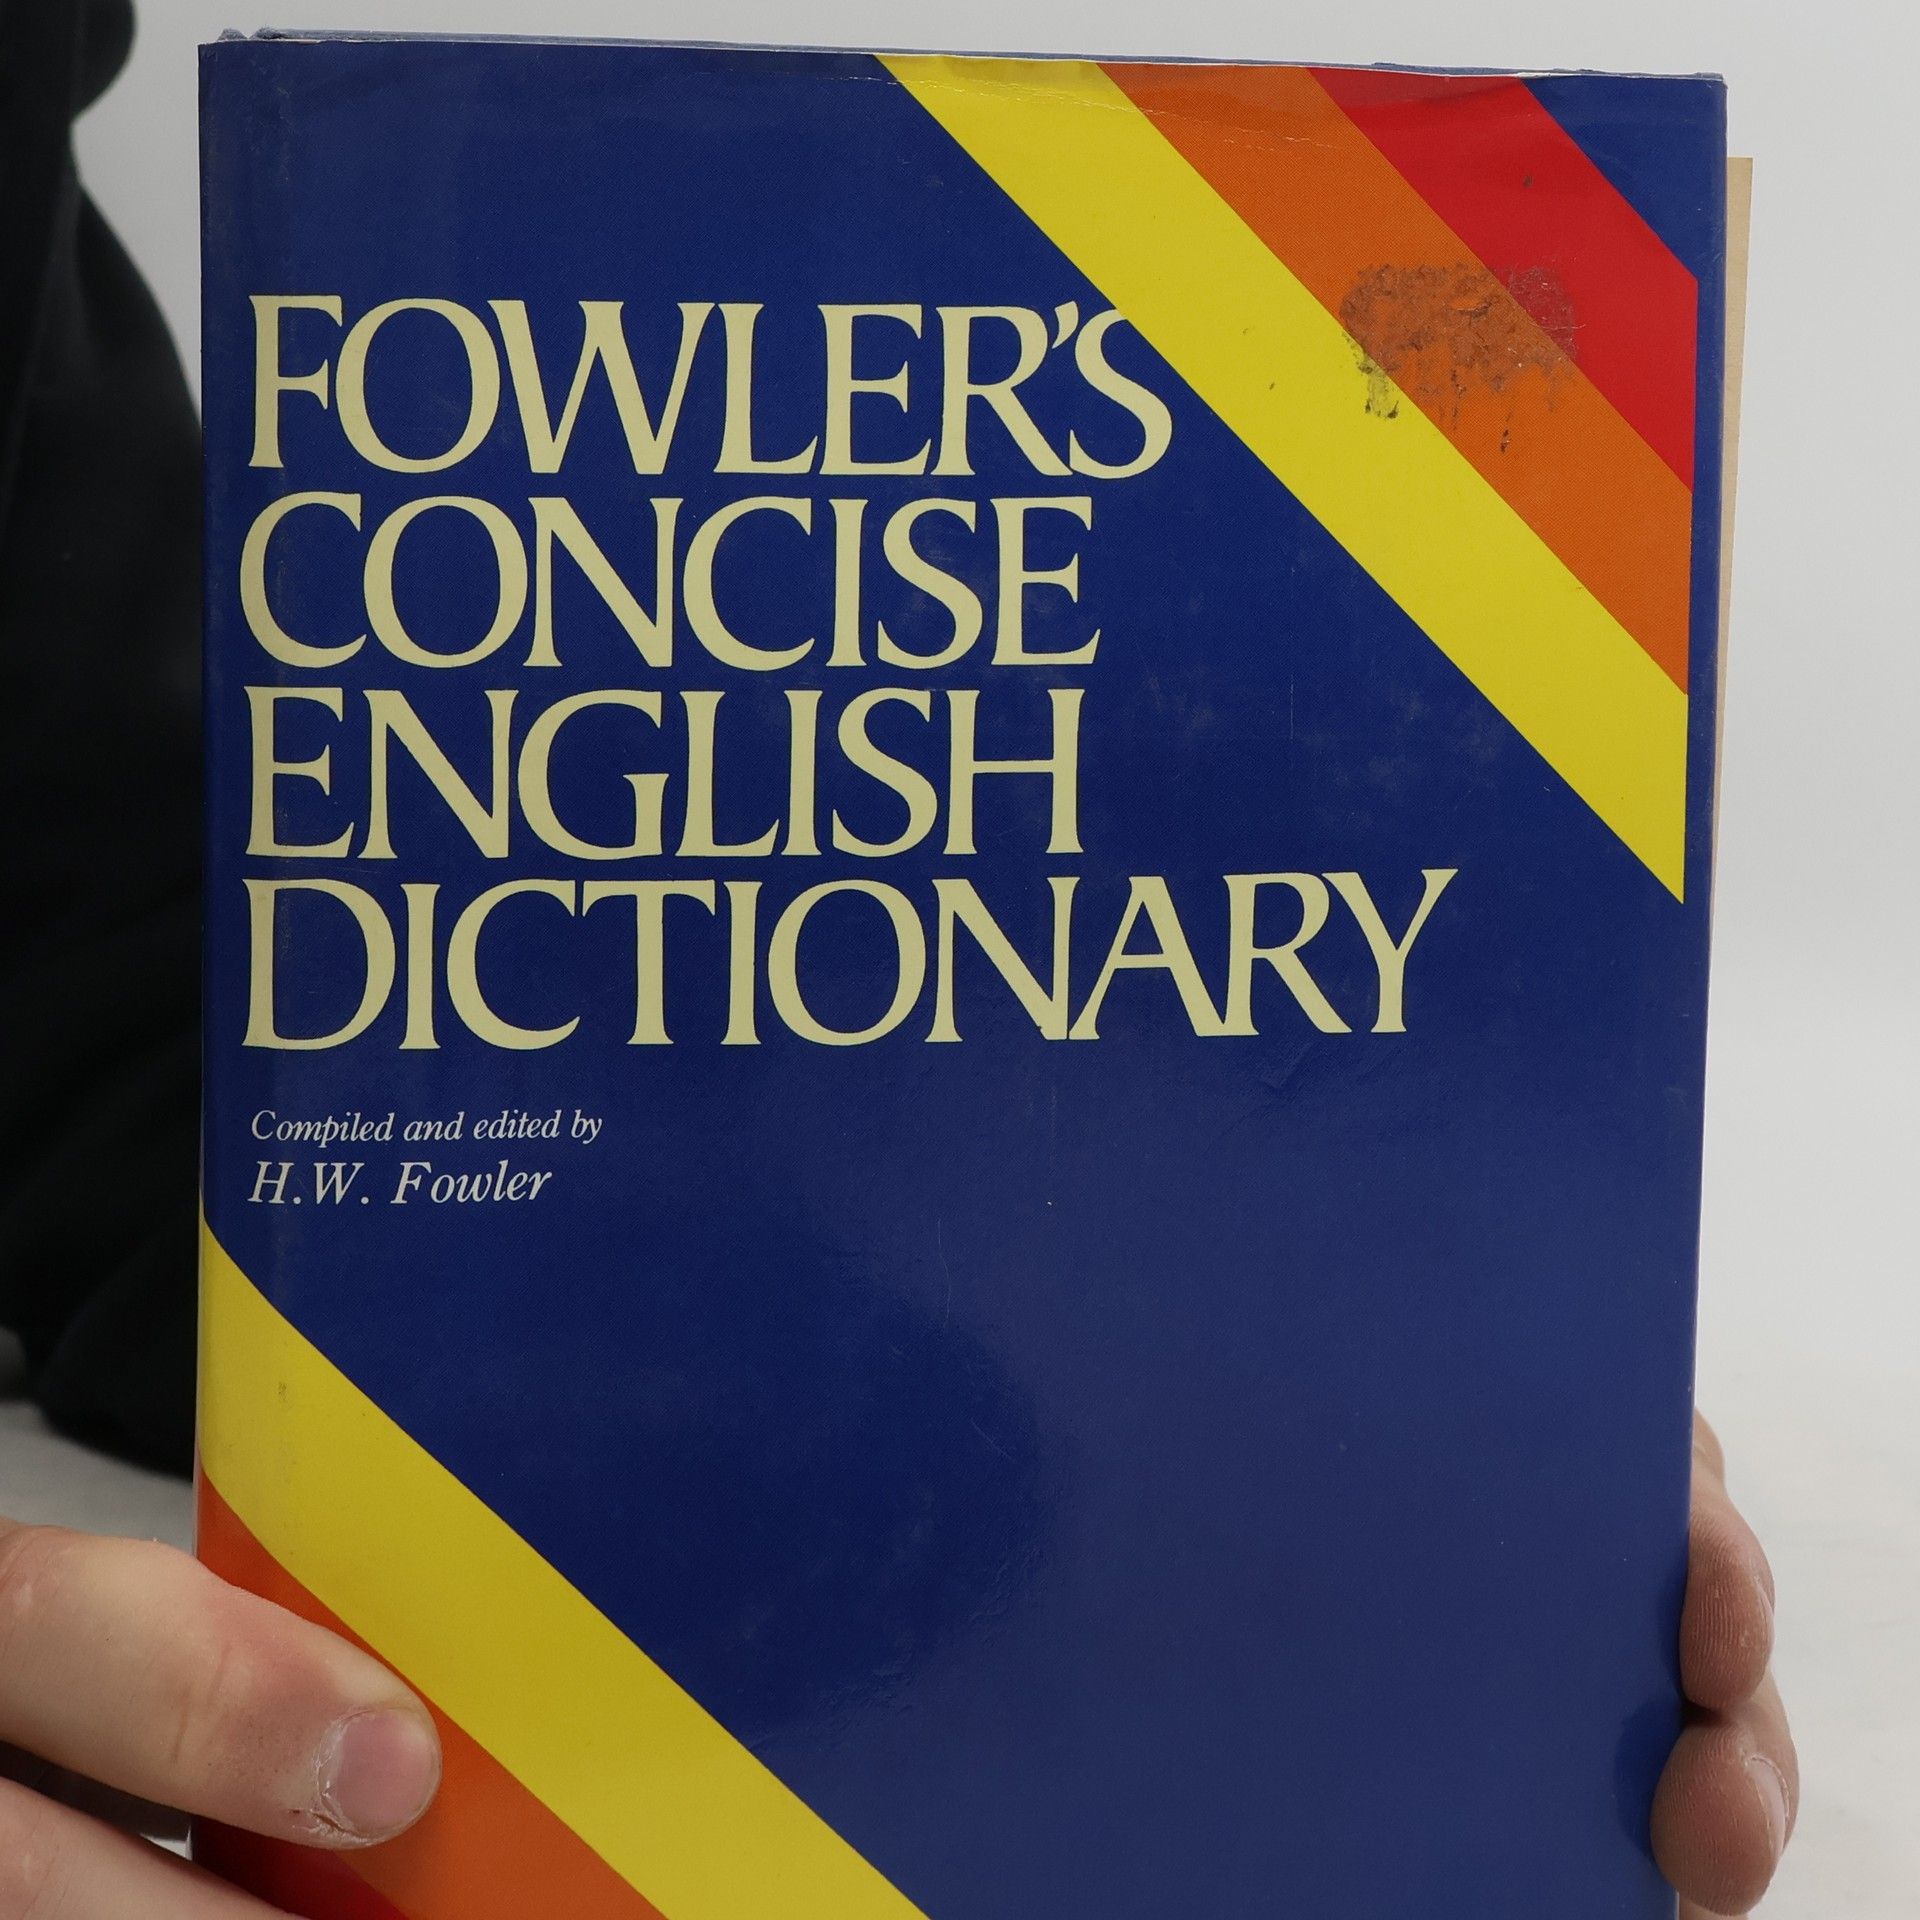 FOWLER'S
CONCISE
ENGLISH
DICTIONARY
Compiled and edited by
H.W. Fowler